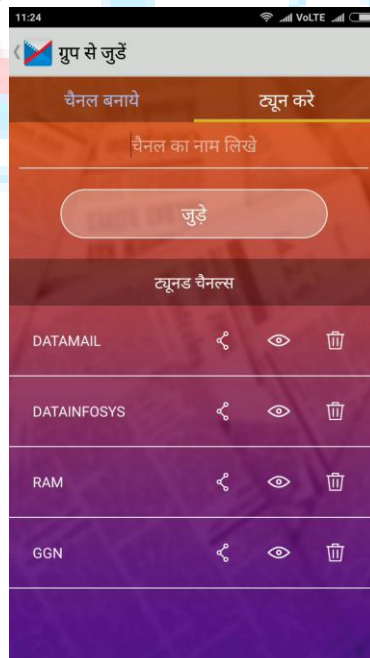 11:24
VoLTE
ग्रुप से जुडें
चैनल बनाये
ट्यून करे
चैनल का नाम लिखे
जुड़े
ट्यूनड चैनल्स
DATAMAIL
DATAINFOSYS
RAM
GGN